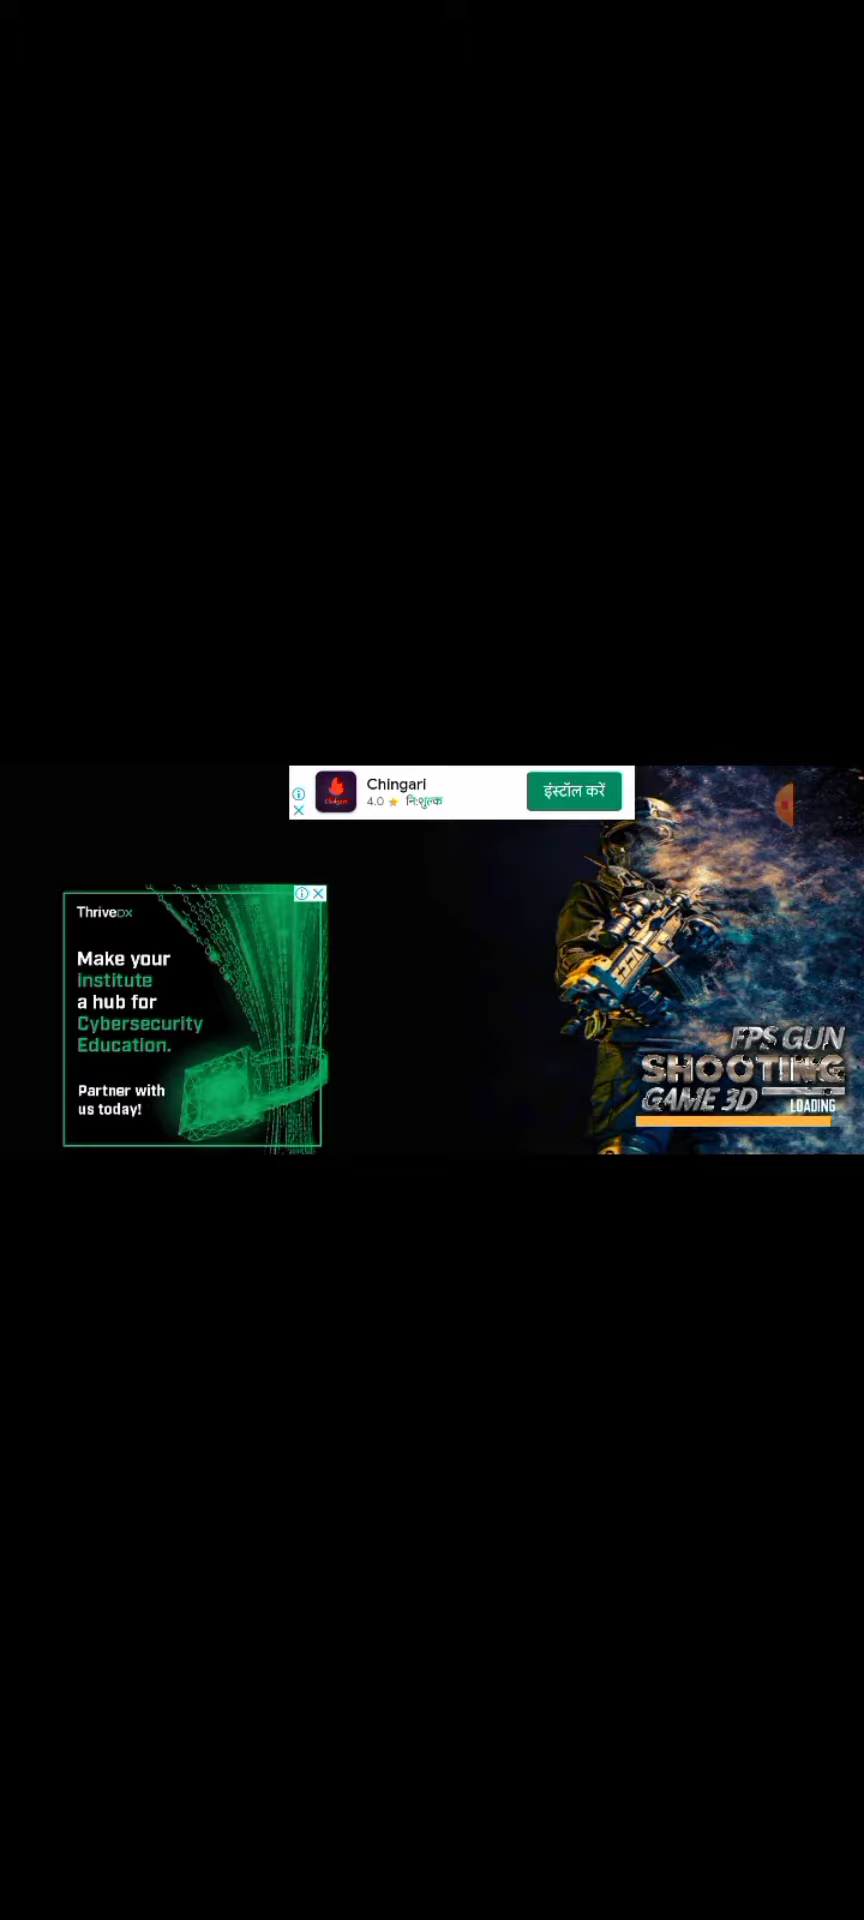 Chingari
4.0 ★ निःशुल्क
इंस्टॉल करें
ThriveDX
Make your
institute
a hub for
Cybersecurity
Education.
Partner with
us today!
FPS GUN
SHOOTING
GAME 3D
LOADING